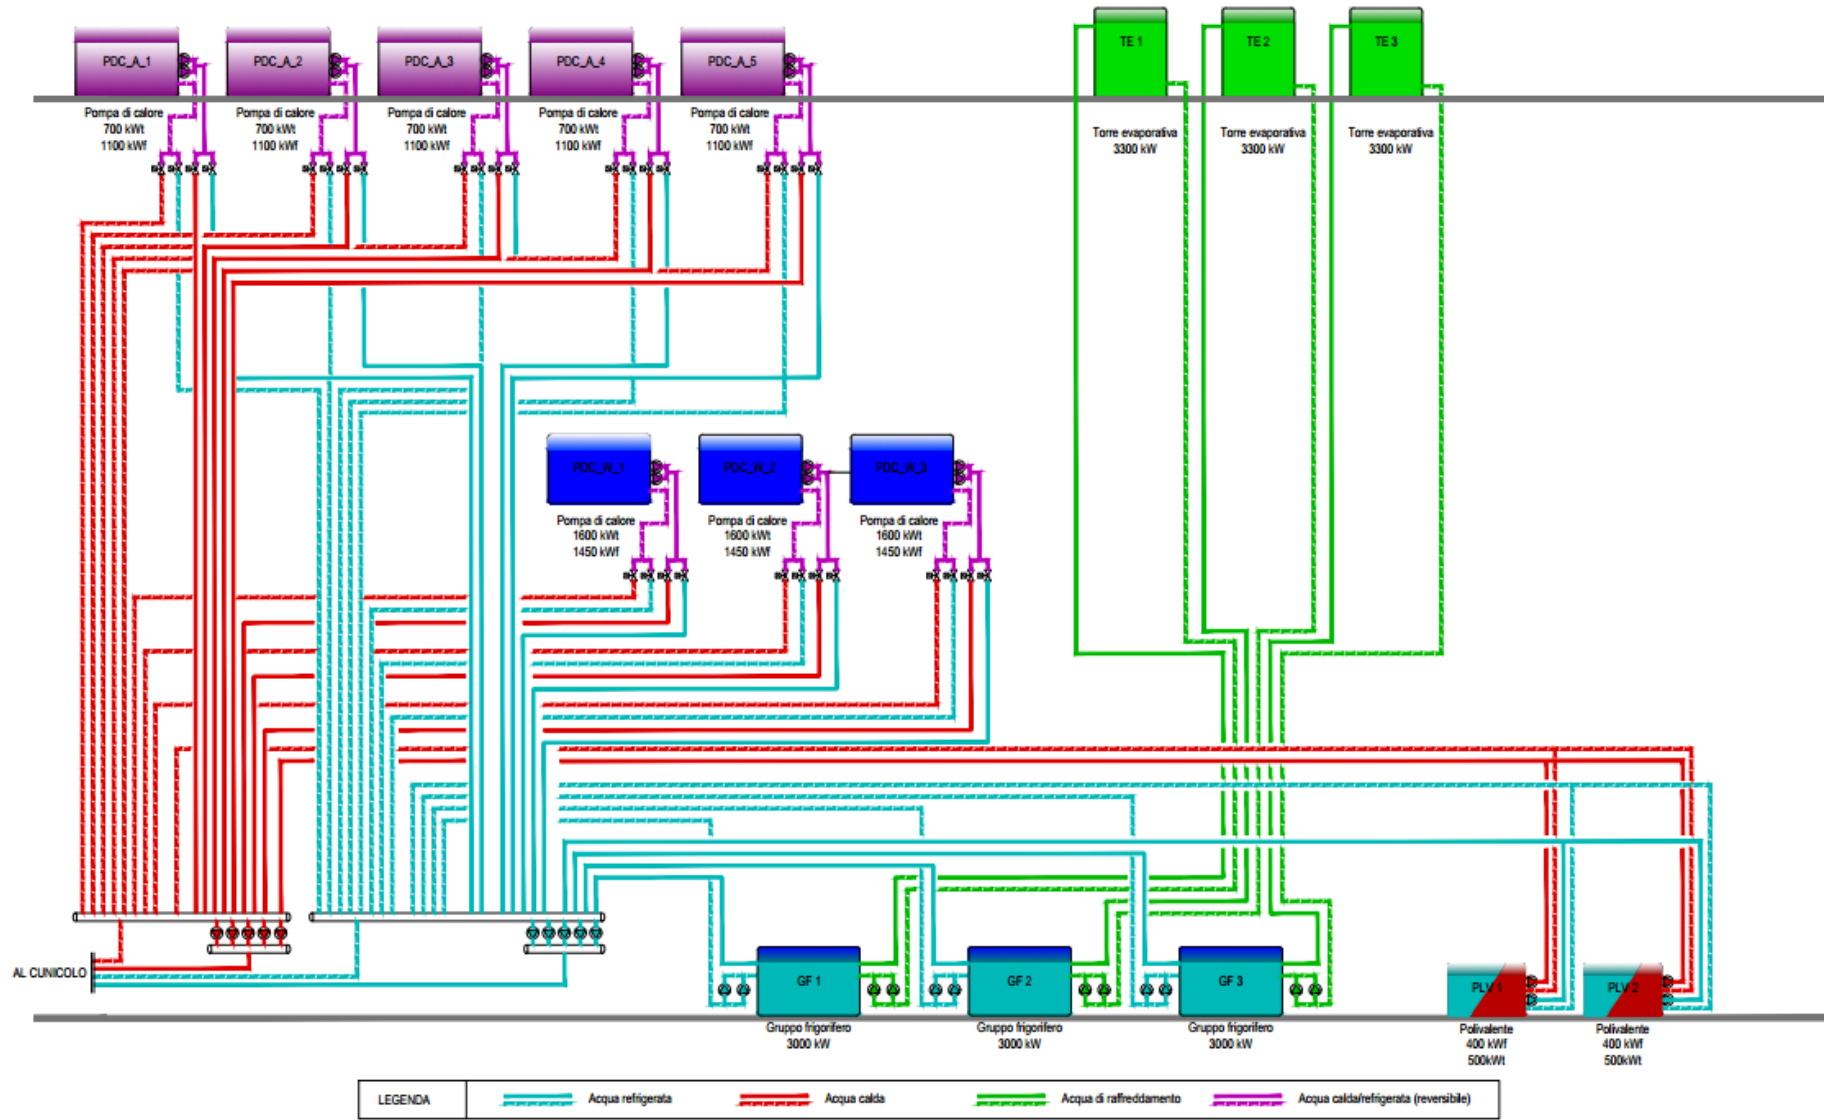 PDC_A_1
PDC_A_2
PDC_A_3
PDC_A_4
PDC_A_5
TE 1
TE 2
TE 3
Pompa di calore
700 kWt
1100 kWf
Pompa di calore
700 kWt
1100 kWf
Pompa di calore
700 kWt
1100 kWf
Pompa di calore
700 kWt
1100 kWf
Pompa di calore
700 kWt
1100 kWf
Torre evaporativa
3300 kW
Torre evaporativa
3300 kW
Torre evaporativa
3300 kW
PDC_W_1
PDC_W_2
PDC_W_3
Pompa di calore
1600 kWt
1450 kWf
Pompa di calore
1600 kWt
1450 kWf
Pompa di calore
1600 kWt
1450 kWf
AL CUNICOLO
GF 1
GF 2
GF 3
PLV 1
PLV 2
Gruppo frigorifero
3000 kW
Gruppo frigorifero
3000 kW
Gruppo frigorifero
3000 kW
Polivalente
400 kWf
500kWt
Polivalente
400 kWf
500kWt
LEGENDA
Acqua refrigerata
Acqua calda
Acqua di raffreddamento
Acqua calda/refrigerata (reversibile)